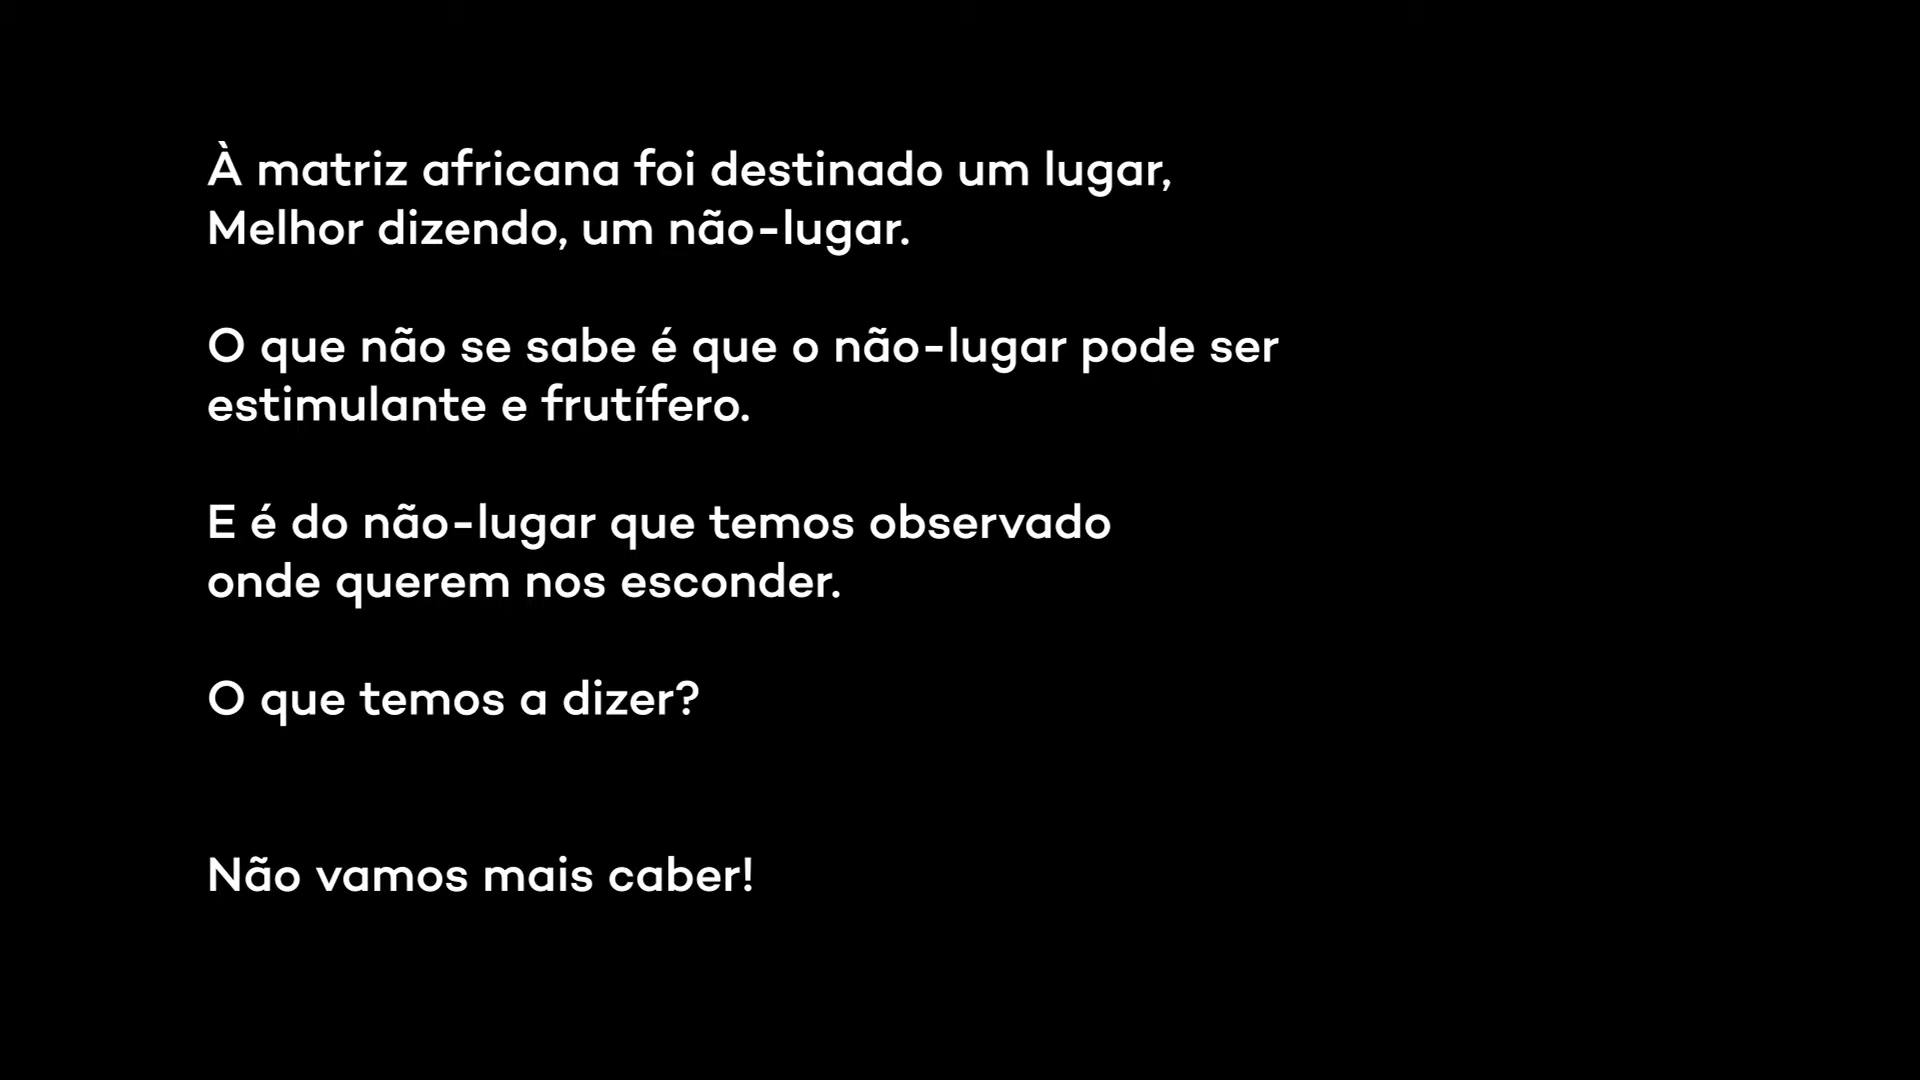 À matriz africana foi destinado um lugar,
Melhor dizendo, um não-lugar.
O que não se sabe é que o não-lugar pode ser
estimulante e frutífero.
E é do não-lugar que temos observado
onde querem nos esconder.
O que temos a dizer?
Não vamos mais caber!